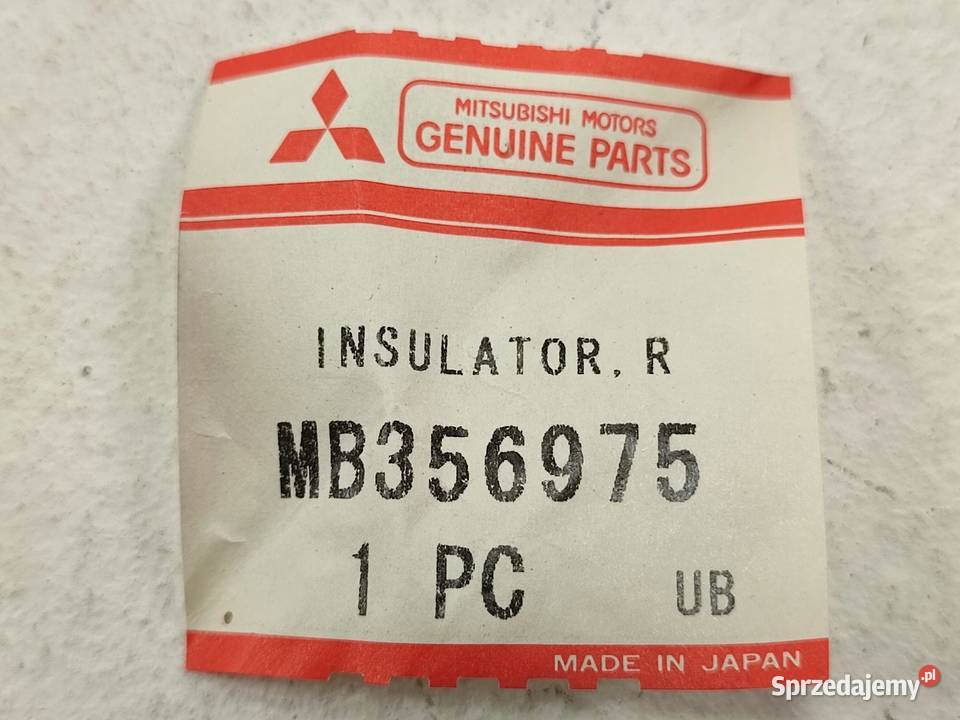 MITSUBISHI MOTORS
GENUINE PARTS
INSULATOR, R
MB356975
1 PC UB
MADE IN JAPAN
Sprzedajemy.pl